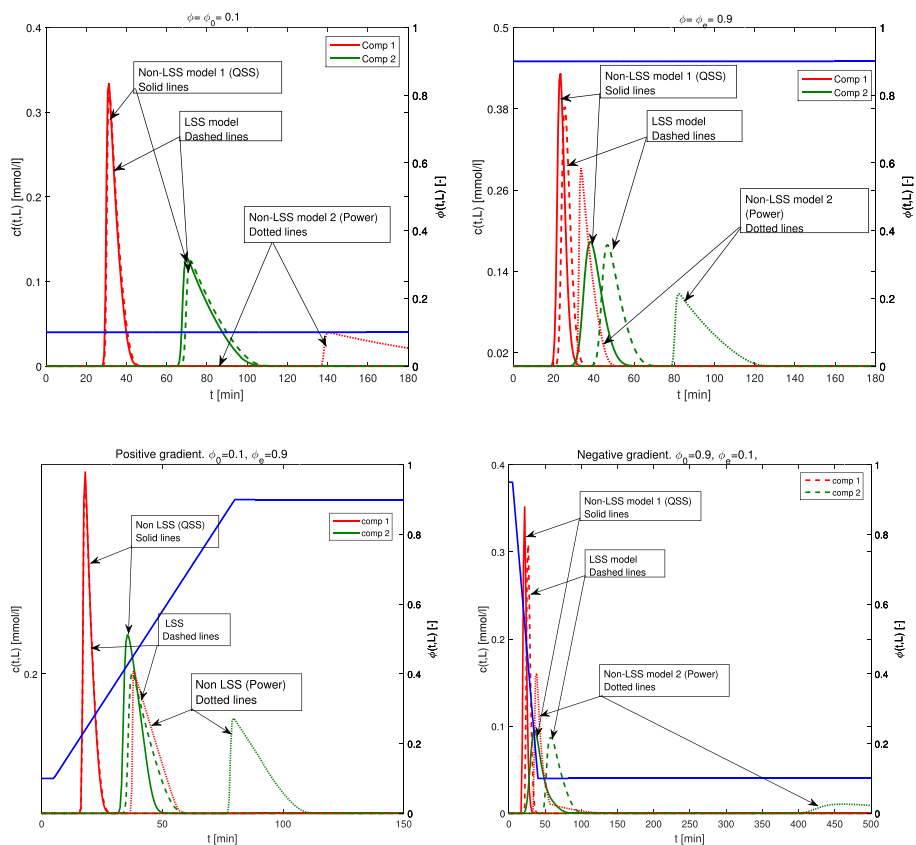 ϕ= ϕ0= 0.1
Comp 1
Comp 2
Non-LSS model 1 (QSS)
Solid lines
LSS model
Dashed lines
Non-LSS model 2 (Power)
Dotted lines
cf(t,L) [mmol/l]
ϕ(t,L) [-]
0.4
0.3
0.2
0.1
0
1
0.8
0.6
0.4
0.2
0
0 20 40 60 80 100 120 140 160 180
t [min]
ϕ= ϕe= 0.9
Comp 1
Comp 2
Non-LSS model 1 (QSS)
Solid lines
LSS model
Dashed lines
Non-LSS model 2
(Power)
Dotted lines
c(t,L) [mmol/l]
ϕ(t,L) [-]
0.5
0.38
0.26
0.14
0.02
1
0.8
0.6
0.4
0.2
0
0 20 40 60 80 100 120 140 160 180
t [min]
Positive gradient. ϕ0=0.1, ϕe=0.9
comp 1
comp 2
Non LSS (QSS)
Solid lines
LSS
Dashed lines
Non LSS (Power)
Dotted lines
c(t,L) [mmol/l]
ϕ(t,L) [-]
0.2
1
0.8
0.6
0.4
0.2
0
0 50 100 150
t [min]
Negative gradient. ϕ0=0.9, ϕe=0.1,
comp 1
comp 2
Non-LSS model 1 (QSS)
Solid lines
LSS model
Dashed lines
Non-LSS model 2 (Power)
Dotted lines
c(t,L) [mmol/l]
ϕ(t,L) [-]
0.4
0.3
0.2
0.1
0
1
0.8
0.6
0.4
0.2
0
0 50 100 150 200 250 300 350 400 450 500
t [min]